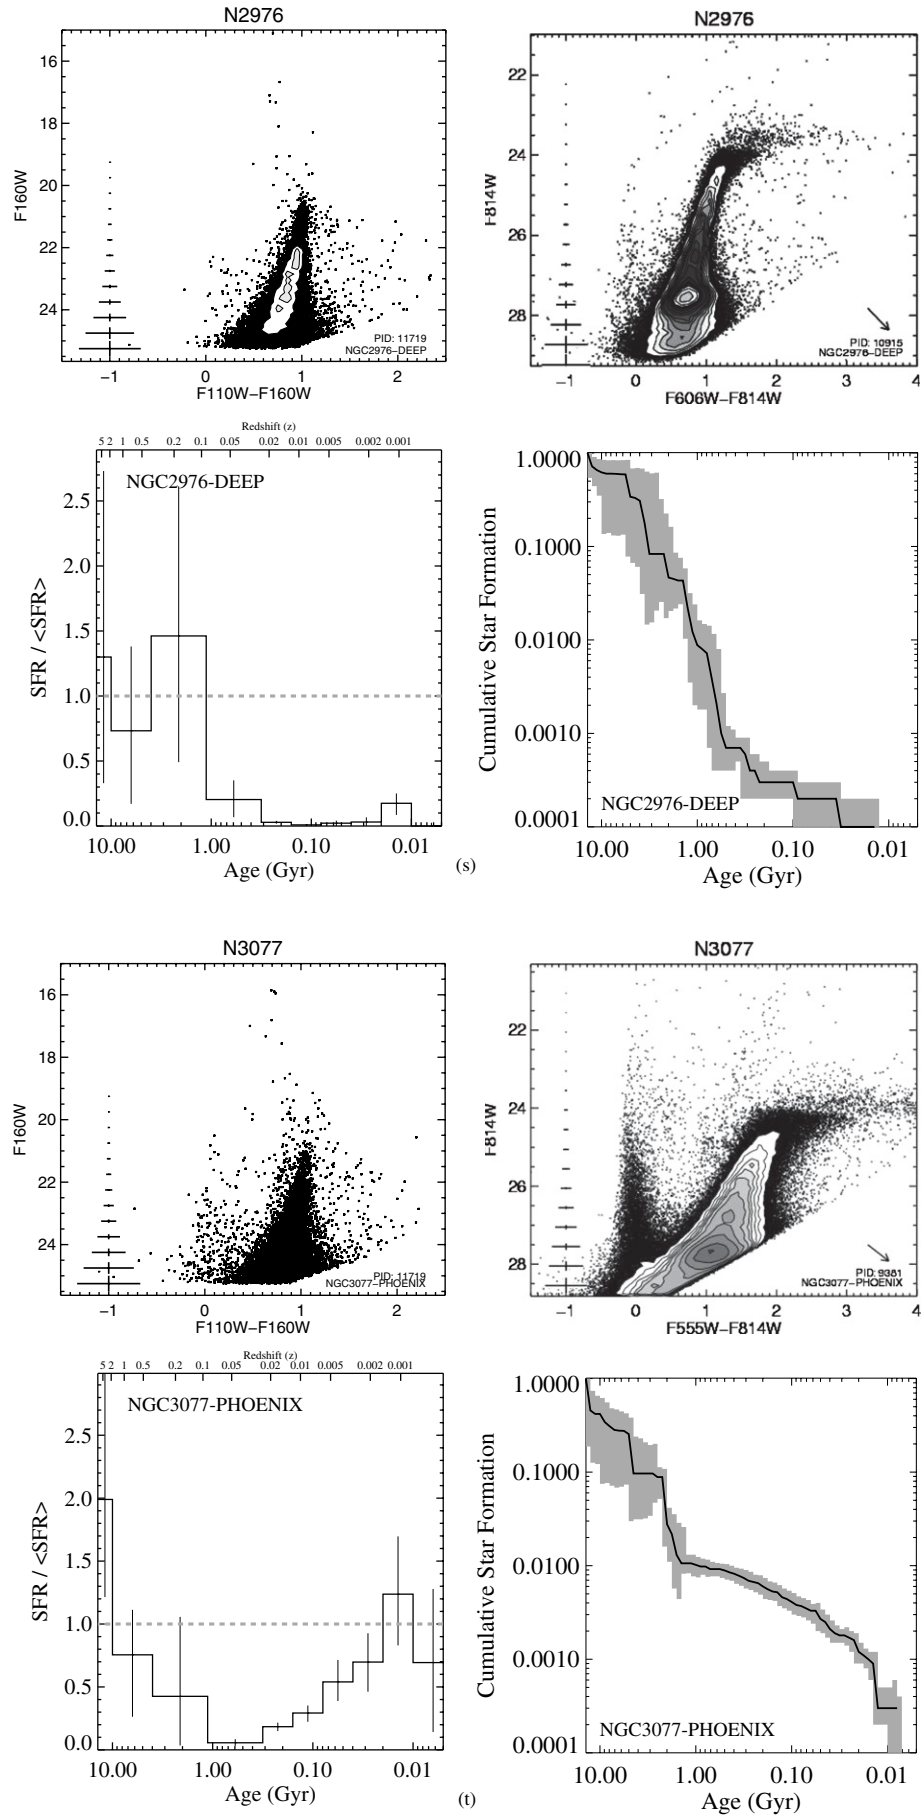 N2976
16
18
20
22
24
F160W
−1 0 1 2
F110W−F160W
PID: 11719
NGC2976−DEEP
N2976
22
24
26
28
F814W
−1 0 1 2 3 4
F606W−F814W
PID: 10915
NGC2976−DEEP
Redshift (z)
5 2 1 0.5 0.2 0.1 0.05 0.02 0.01 0.005 0.002 0.001
NGC2976-DEEP
2.5
2.0
1.5
1.0
0.5
0.0
SFR / <SFR>
10.00 1.00 0.10 0.01
Age (Gyr)
1.0000
0.1000
0.0100
0.0010
0.0001
Cumulative Star Formation
NGC2976-DEEP
10.00 1.00 0.10 0.01
Age (Gyr)
(s)
N3077
16
18
20
22
24
F160W
−1 0 1 2
F110W−F160W
PID: 11719
NGC3077−PHOENIX
N3077
22
24
26
28
F814W
−1 0 1 2 3 4
F555W−F814W
PID: 9381
NGC3077−PHOENIX
Redshift (z)
5 2 1 0.5 0.2 0.1 0.05 0.02 0.01 0.005 0.002 0.001
NGC3077-PHOENIX
2.5
2.0
1.5
1.0
0.5
0.0
SFR / <SFR>
10.00 1.00 0.10 0.01
Age (Gyr)
1.0000
0.1000
0.0100
0.0010
0.0001
Cumulative Star Formation
NGC3077-PHOENIX
10.00 1.00 0.10 0.01
Age (Gyr)
(t)